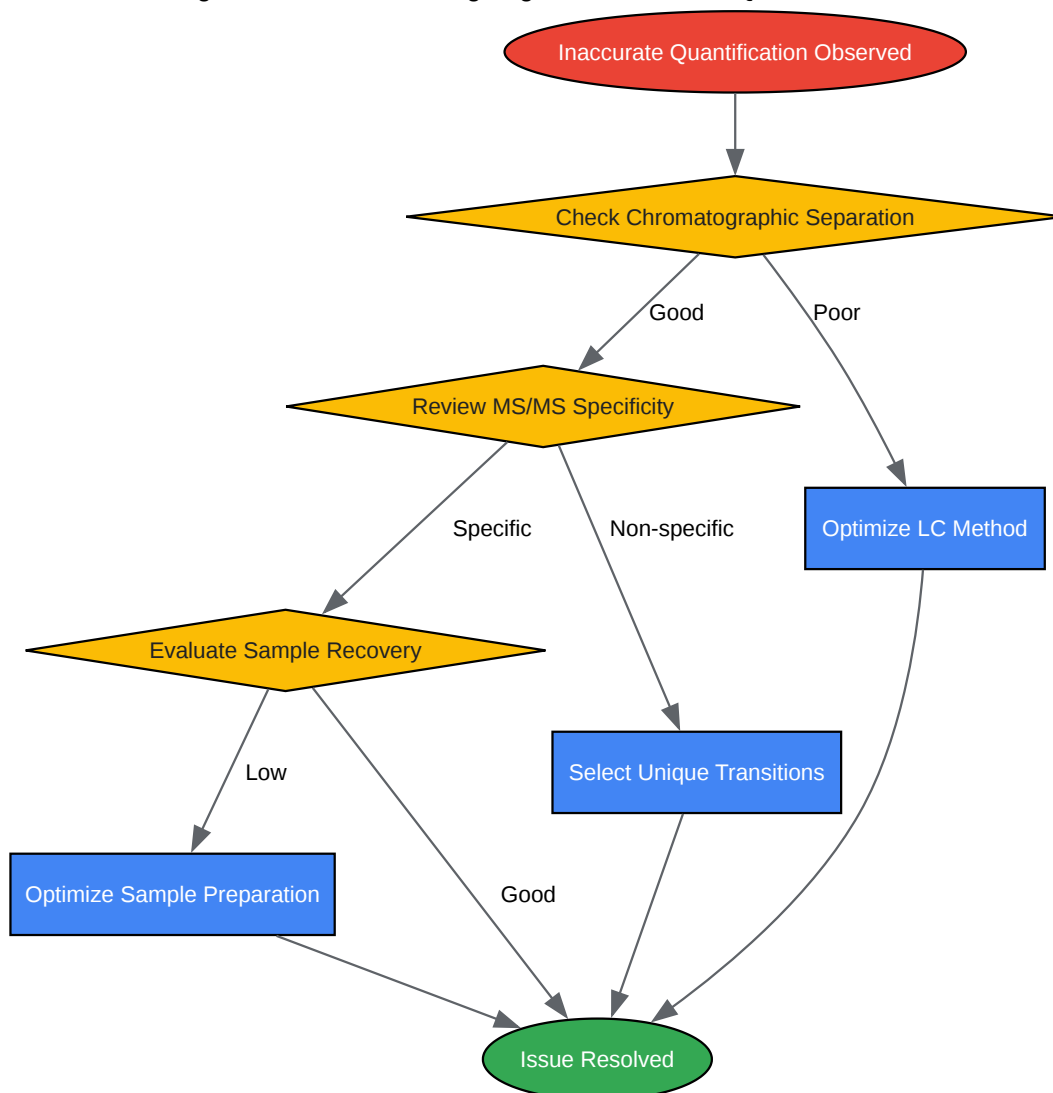 Inaccurate Quantification Observed
Check Chromatographic Separation
Good
Poor
Review MS/MS Specificity
Optimize LC Method
Specific
Non-specific
Evaluate Sample Recovery
Low
Select Unique Transitions
Optimize Sample Preparation
Good
Issue Resolved